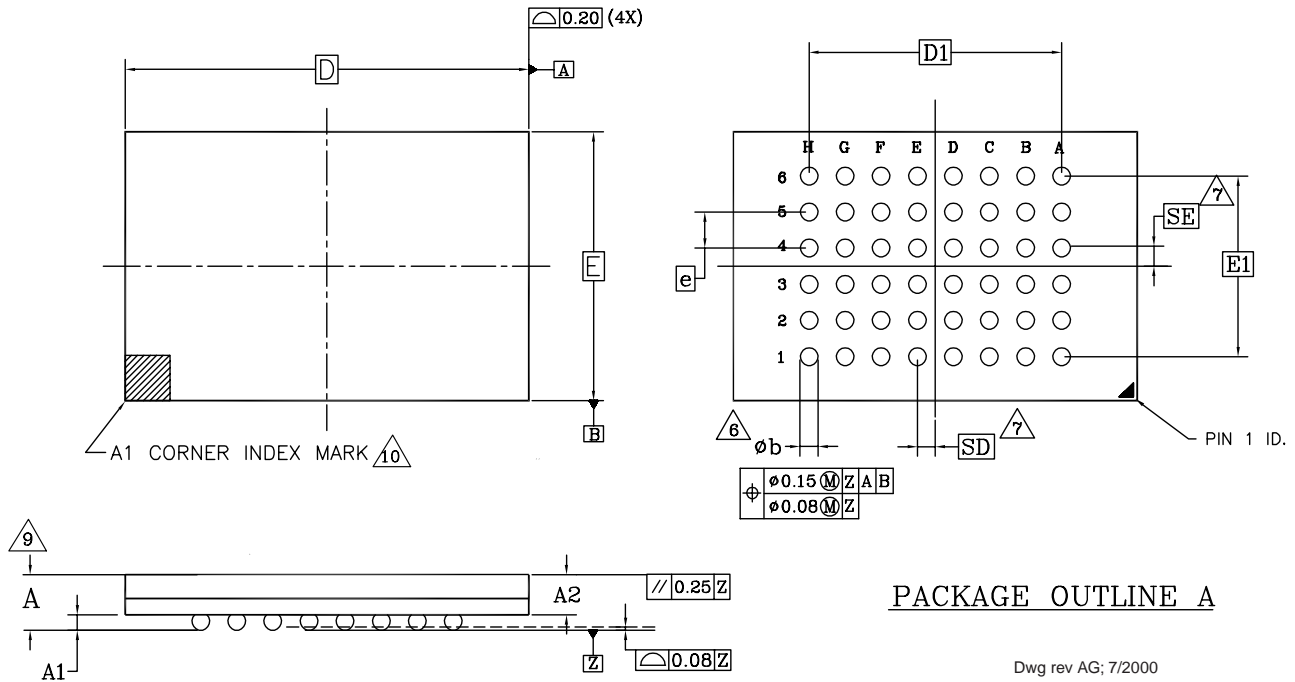 ⌓ 0.20 (4X)
D
A
E
B
A1 CORNER INDEX MARK 10
D1
H G F E D C B A
6
5
4
3
2
1
e
SE
7
E1
6
øb
SD
7
PIN 1 ID.
⌖ ø0.15 Ⓜ Z A B
ø0.08 Ⓜ Z
9
A
A1
A2
// 0.25 Z
Z
⌓ 0.08 Z
PACKAGE OUTLINE A
Dwg rev AG; 7/2000